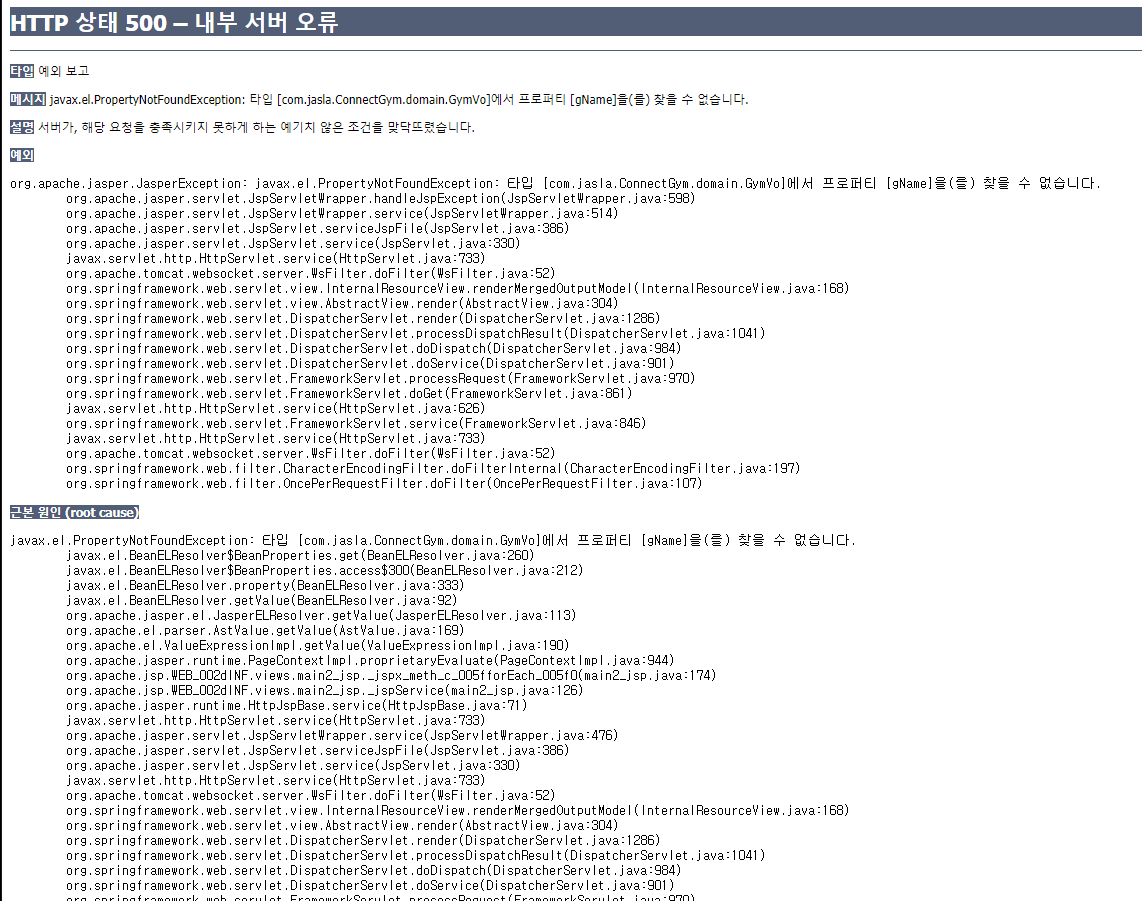 HTTP 상태 500 – 내부 서버 오류
타입 예외 보고
메시지 javax.el.PropertyNotFoundException: 타입 [com.jasla.ConnectGym.domain.GymVo]에서 프로퍼티 [gName]을(를) 찾을 수 없습니다.
설명 서버가, 해당 요청을 충족시키지 못하게 하는 예기치 않은 조건을 맞닥뜨렸습니다.
예외
org.apache.jasper.JasperException: javax.el.PropertyNotFoundException: 타입 [com.jasla.ConnectGym.domain.GymVo]에서 프로퍼티 [gName]을(를) 찾을 수 없습니다.
org.apache.jasper.servlet.JspServletWrapper.handleJspException(JspServletWrapper.java:598)
org.apache.jasper.servlet.JspServletWrapper.service(JspServletWrapper.java:514)
org.apache.jasper.servlet.JspServlet.serviceJspFile(JspServlet.java:386)
org.apache.jasper.servlet.JspServlet.service(JspServlet.java:330)
javax.servlet.http.HttpServlet.service(HttpServlet.java:733)
org.apache.tomcat.websocket.server.WsFilter.doFilter(WsFilter.java:52)
org.springframework.web.servlet.view.InternalResourceView.renderMergedOutputModel(InternalResourceView.java:168)
org.springframework.web.servlet.view.AbstractView.render(AbstractView.java:304)
org.springframework.web.servlet.DispatcherServlet.render(DispatcherServlet.java:1286)
org.springframework.web.servlet.DispatcherServlet.processDispatchResult(DispatcherServlet.java:1041)
org.springframework.web.servlet.DispatcherServlet.doDispatch(DispatcherServlet.java:984)
org.springframework.web.servlet.DispatcherServlet.doService(DispatcherServlet.java:901)
org.springframework.web.servlet.FrameworkServlet.processRequest(FrameworkServlet.java:970)
org.springframework.web.servlet.FrameworkServlet.doGet(FrameworkServlet.java:861)
javax.servlet.http.HttpServlet.service(HttpServlet.java:626)
org.springframework.web.servlet.FrameworkServlet.service(FrameworkServlet.java:846)
javax.servlet.http.HttpServlet.service(HttpServlet.java:733)
org.apache.tomcat.websocket.server.WsFilter.doFilter(WsFilter.java:52)
org.springframework.web.filter.CharacterEncodingFilter.doFilterInternal(CharacterEncodingFilter.java:197)
org.springframework.web.filter.OncePerRequestFilter.doFilter(OncePerRequestFilter.java:107)
근본 원인 (root cause)
javax.el.PropertyNotFoundException: 타입 [com.jasla.ConnectGym.domain.GymVo]에서 프로퍼티 [gName]을(를) 찾을 수 없습니다.
javax.el.BeanELResolver$BeanProperties.get(BeanELResolver.java:260)
javax.el.BeanELResolver$BeanProperties.access$300(BeanELResolver.java:212)
javax.el.BeanELResolver.property(BeanELResolver.java:333)
javax.el.BeanELResolver.getValue(BeanELResolver.java:92)
org.apache.jasper.el.JasperELResolver.getValue(JasperELResolver.java:113)
org.apache.el.parser.AstValue.getValue(AstValue.java:169)
org.apache.el.ValueExpressionImpl.getValue(ValueExpressionImpl.java:190)
org.apache.jasper.runtime.PageContextImpl.proprietaryEvaluate(PageContextImpl.java:944)
org.apache.jsp.WEB_002dINF.views.main2_jsp._jspx_meth_c_005fforEach_005f0(main2_jsp.java:174)
org.apache.jsp.WEB_002dINF.views.main2_jsp._jspService(main2_jsp.java:126)
org.apache.jasper.runtime.HttpJspBase.service(HttpJspBase.java:71)
javax.servlet.http.HttpServlet.service(HttpServlet.java:733)
org.apache.jasper.servlet.JspServletWrapper.service(JspServletWrapper.java:476)
org.apache.jasper.servlet.JspServlet.serviceJspFile(JspServlet.java:386)
org.apache.jasper.servlet.JspServlet.service(JspServlet.java:330)
javax.servlet.http.HttpServlet.service(HttpServlet.java:733)
org.apache.tomcat.websocket.server.WsFilter.doFilter(WsFilter.java:52)
org.springframework.web.servlet.view.InternalResourceView.renderMergedOutputModel(InternalResourceView.java:168)
org.springframework.web.servlet.view.AbstractView.render(AbstractView.java:304)
org.springframework.web.servlet.DispatcherServlet.render(DispatcherServlet.java:1286)
org.springframework.web.servlet.DispatcherServlet.processDispatchResult(DispatcherServlet.java:1041)
org.springframework.web.servlet.DispatcherServlet.doDispatch(DispatcherServlet.java:984)
org.springframework.web.servlet.DispatcherServlet.doService(DispatcherServlet.java:901)
org.springframework.web.servlet.FrameworkServlet.processRequest(FrameworkServlet.java:970)